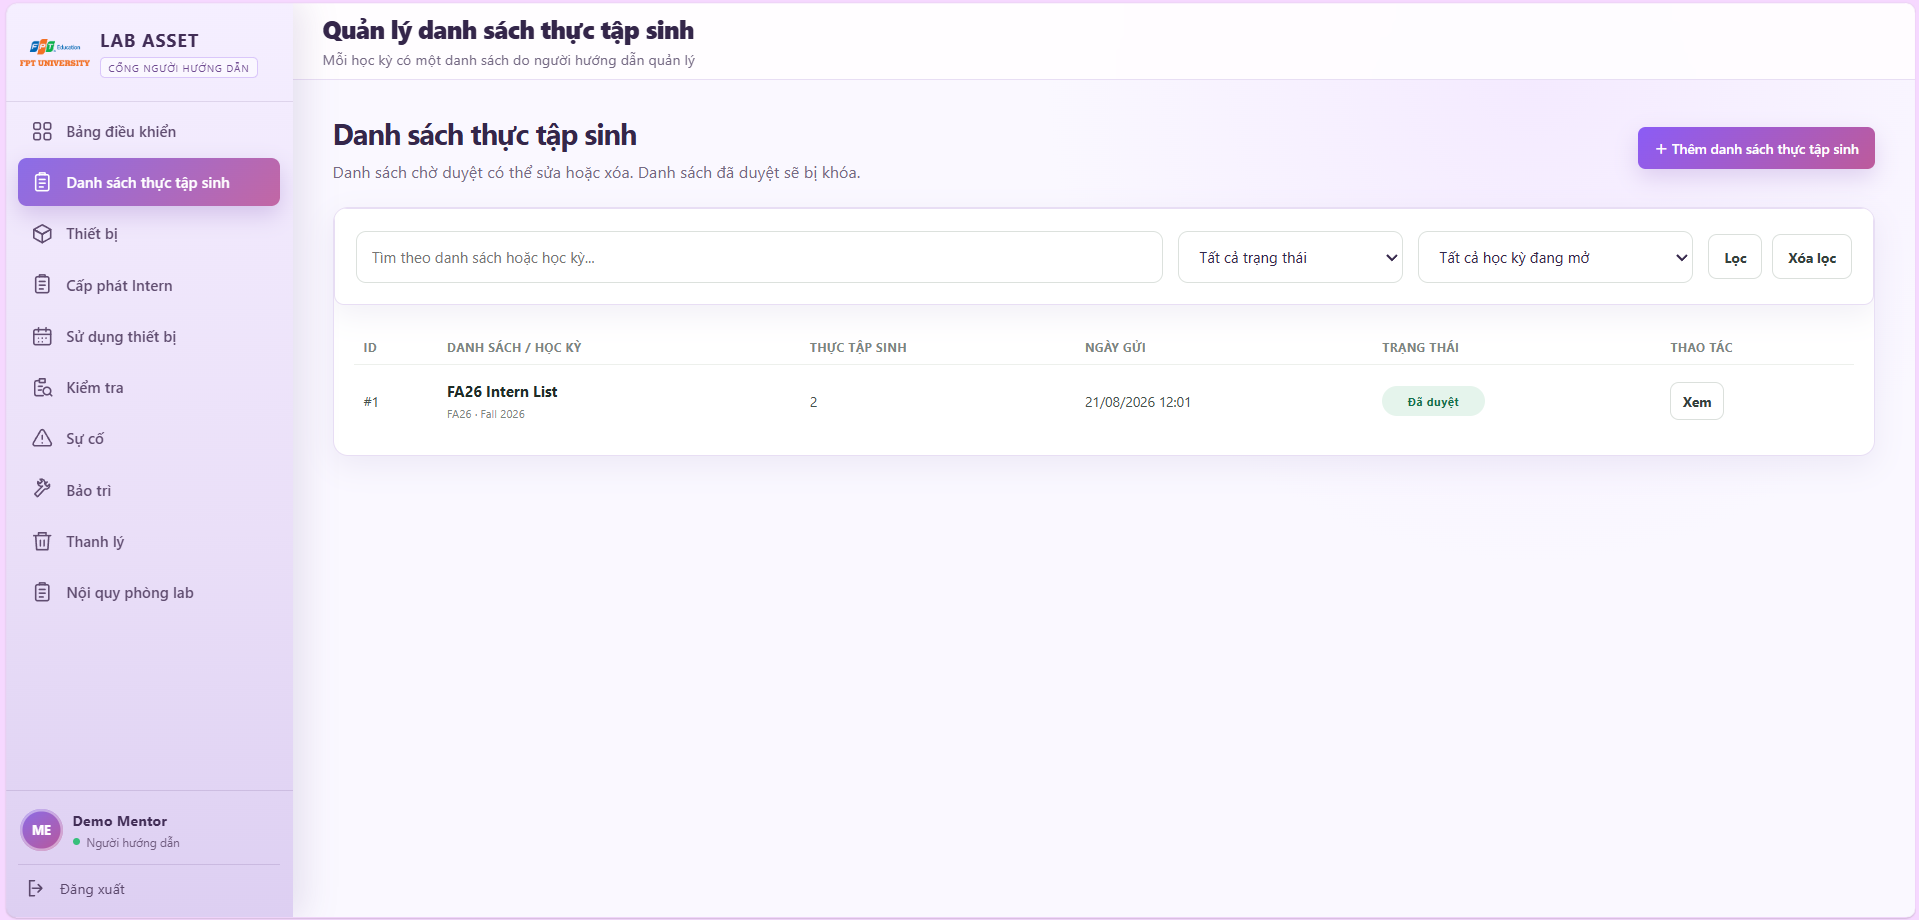 FPT Education
FPT UNIVERSITY
LAB ASSET
CỔNG NGƯỜI HƯỚNG DẪN
Bảng điều khiển
Danh sách thực tập sinh
Thiết bị
Cấp phát Intern
Sử dụng thiết bị
Kiểm tra
Sự cố
Bảo trì
Thanh lý
Nội quy phòng lab
ME
Demo Mentor
Người hướng dẫn
Đăng xuất
Quản lý danh sách thực tập sinh
Mỗi học kỳ có một danh sách do người hướng dẫn quản lý
Danh sách thực tập sinh
Danh sách chờ duyệt có thể sửa hoặc xóa. Danh sách đã duyệt sẽ bị khóa.
+ Thêm danh sách thực tập sinh
Tìm theo danh sách hoặc học kỳ...
Tất cả trạng thái
Tất cả học kỳ đang mở
Lọc
Xóa lọc
ID DANH SÁCH / HỌC KỲ THỰC TẬP SINH NGÀY GỬI TRẠNG THÁI THAO TÁC
#1 FA26 Intern List 2 21/08/2026 12:01 Đã duyệt Xem
FA26 · Fall 2026